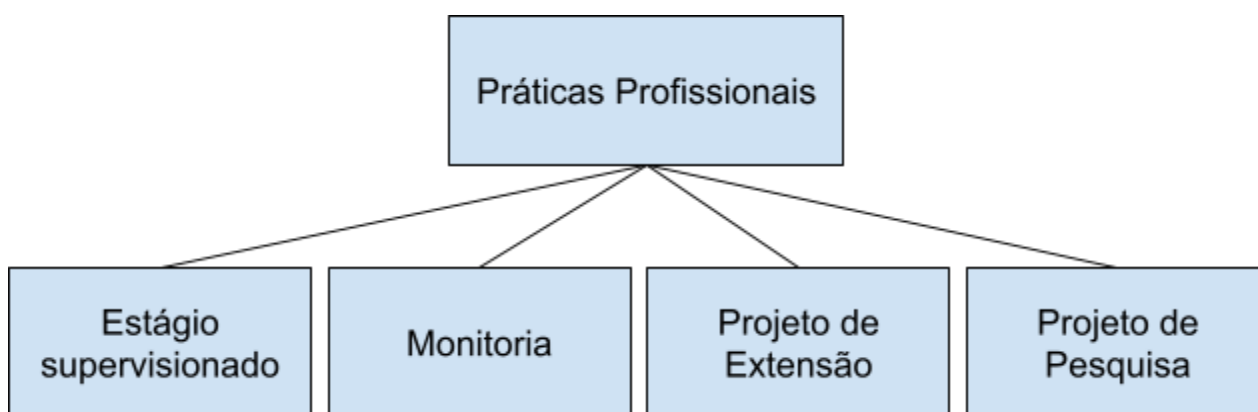 Práticas Profissionais
Estágio
supervisionado
Monitoria
Projeto de
Extensão
Projeto de
Pesquisa